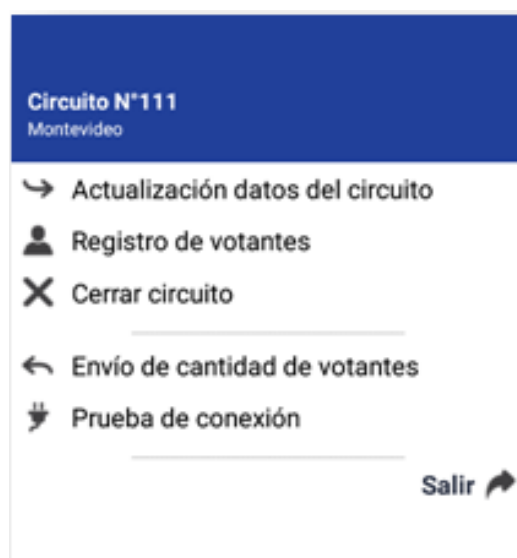 Circuito N°111
Montevideo
Actualización datos del circuito
Registro de votantes
Cerrar circuito
Envío de cantidad de votantes
Prueba de conexión
Salir